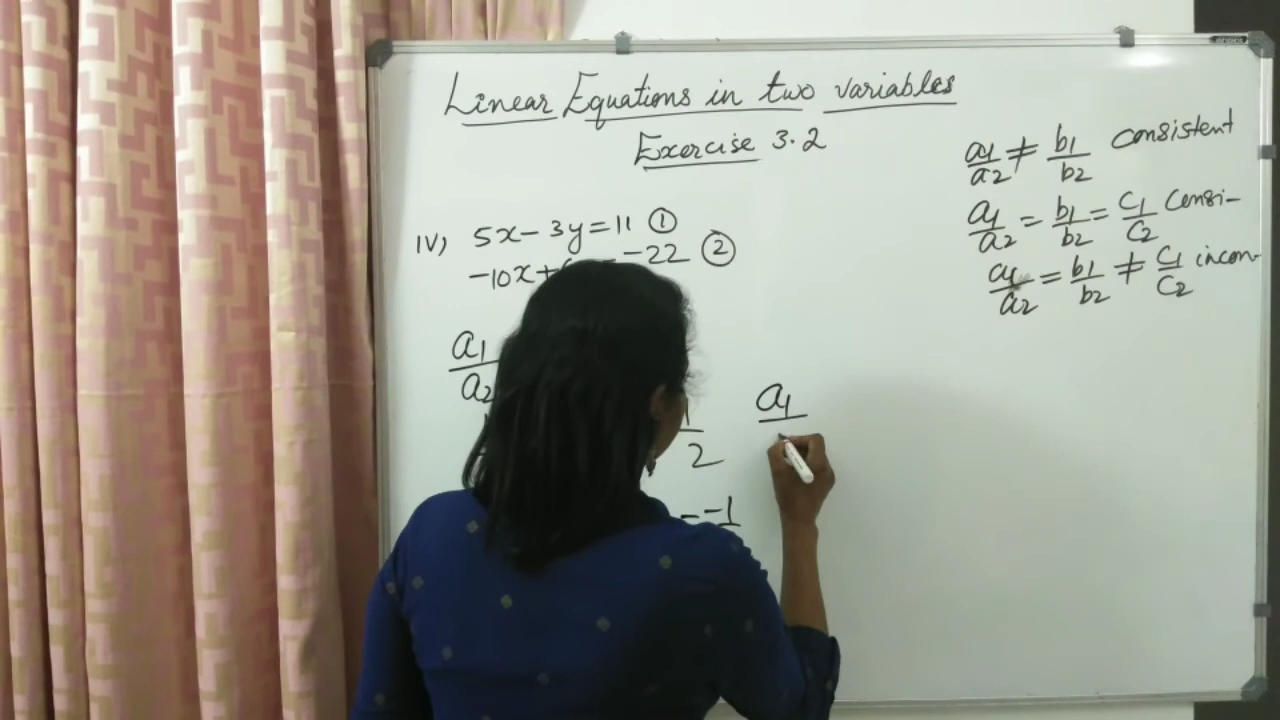 Linear Equations in two variables
Exercise 3.2
a1/a2 ≠ b1/b2 consistent
a1/a2 = b1/b2 = c1/c2 Consi-
a1/a2 = b1/b2 ≠ c1/c2 incon-
IV) 5x - 3y = 11 ①
-10x + -22 ②
a1/a2
1/2
a1
= -1